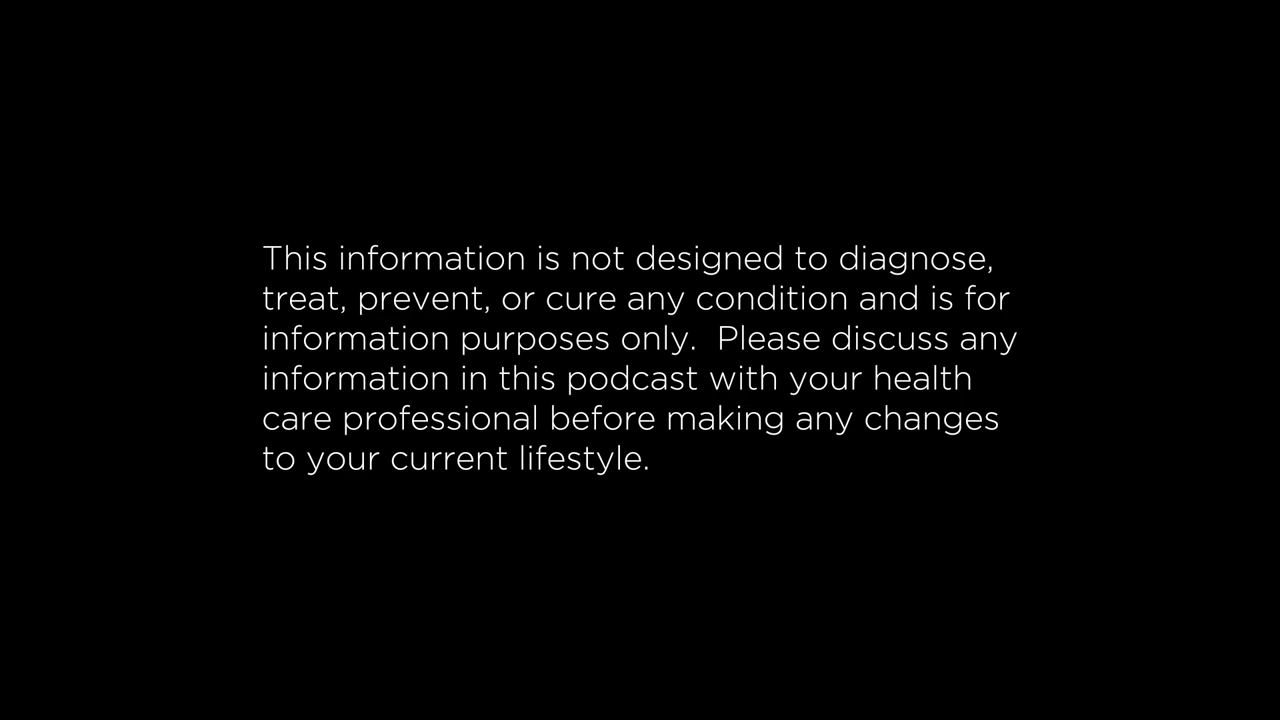 This information is not designed to diagnose,
treat, prevent, or cure any condition and is for
information purposes only.  Please discuss any
information in this podcast with your health
care professional before making any changes
to your current lifestyle.